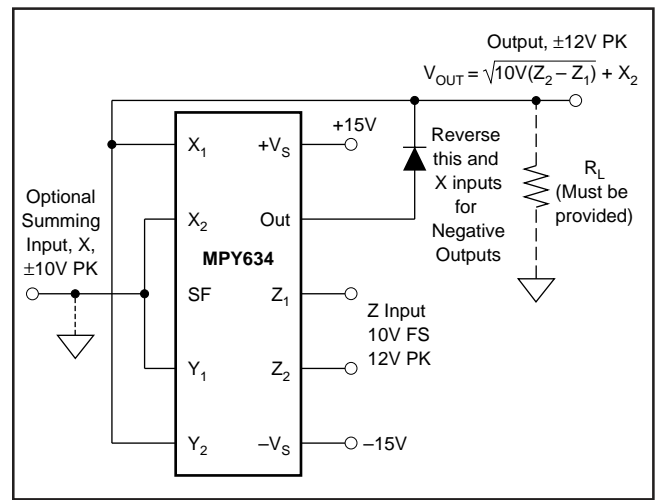 Output, ±12V PK
V_OUT = √10V(Z_2 – Z_1) + X_2
+15V
X_1
+V_S
Reverse
this and
X inputs
for
Negative
Outputs
R_L
(Must be
provided)
Optional
Summing
Input, X,
±10V PK
X_2
Out
MPY634
SF
Z_1
Z Input
10V FS
12V PK
Y_1
Z_2
Y_2
–V_S
–15V